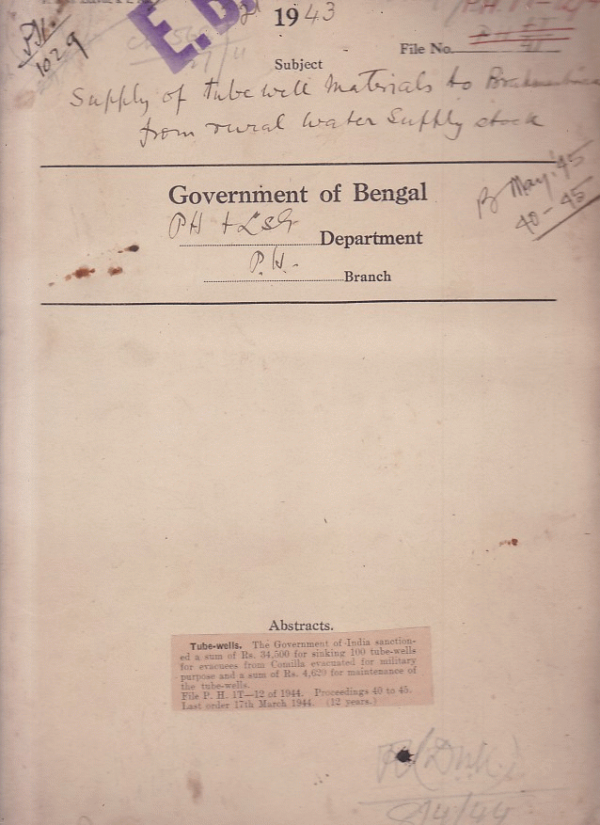 P.H.
1029
E.B
1943
File No.
Subject
Supply of tube well Materials to
from rural water Supply stock
B May. '45
40-45
Government of Bengal
PH + LSG Department
P.H. Branch
Abstracts.
Tube-wells. The Government of India sanction-
ed a sum of Rs. 34,500 for sinking 100 tube-wells
for evacuees from Comilla evacuated for military
purpose and a sum of Rs. 4,620 for maintenence of
the tube-wells.
File P. H. 1T—12 of 1944. Proceedings 40 to 45.
Last order 17th March 1944. (12 years.)